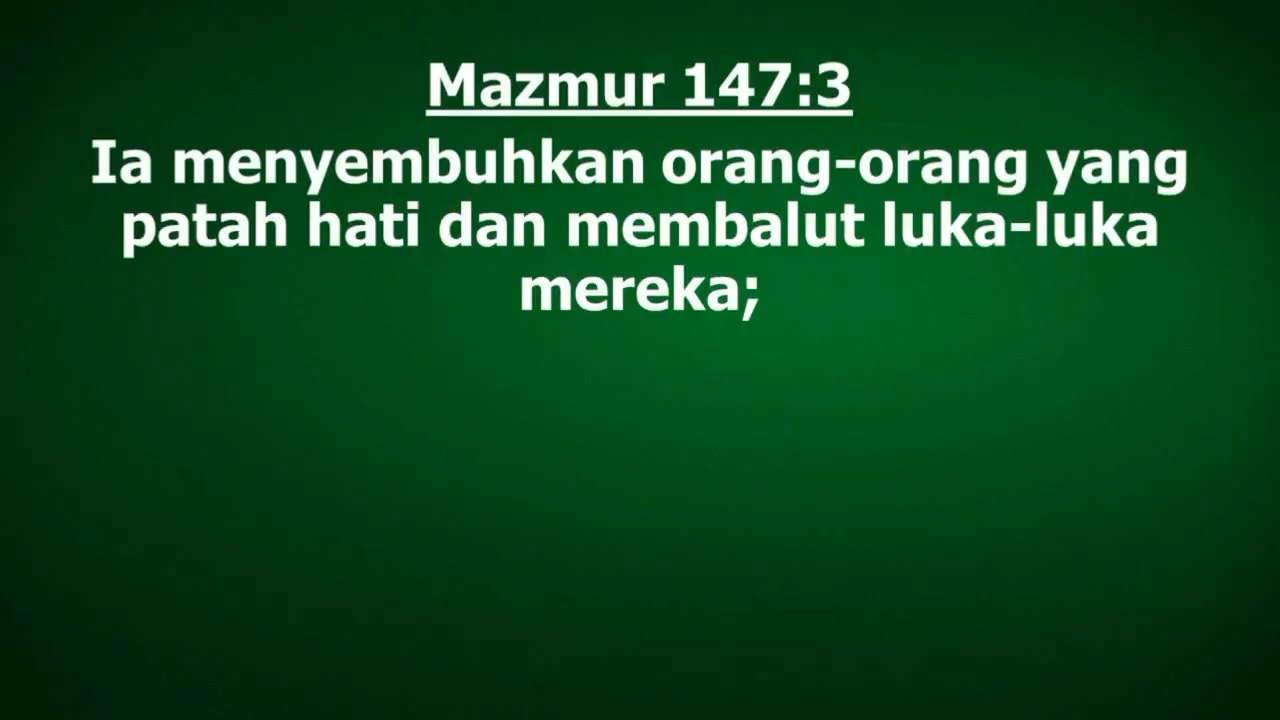 Mazmur 147:3
Ia menyembuhkan orang-orang yang
patah hati dan membalut luka-luka
mereka;